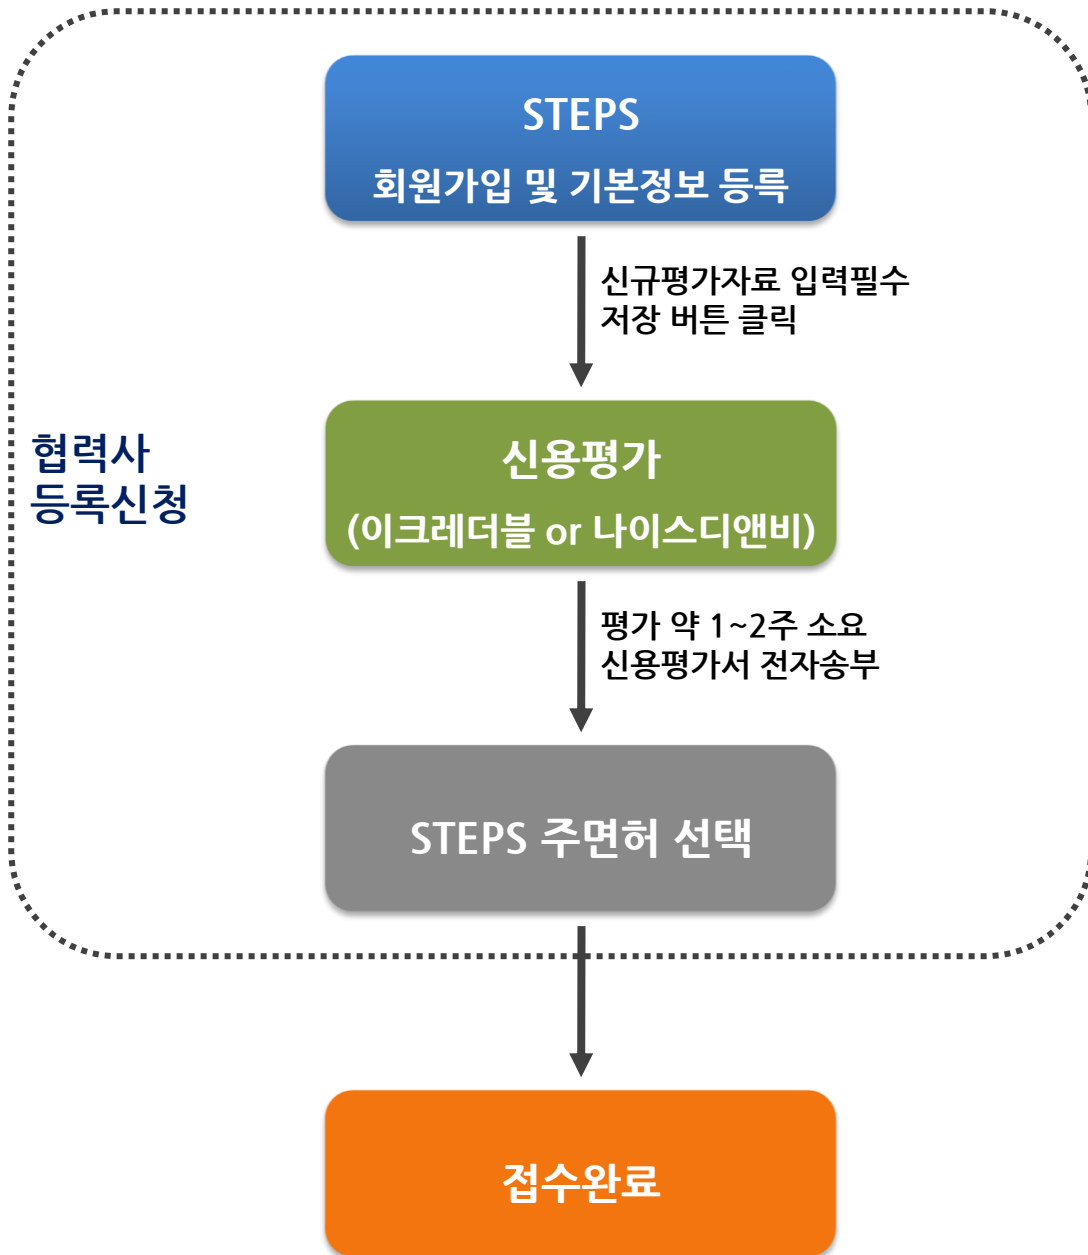 STEPS
회원가입 및 기본정보 등록
신규평가자료 입력필수
저장 버튼 클릭
협력사
등록신청
신용평가
(이크레더블 or 나이스디앤비)
평가 약 1~2주 소요
신용평가서 전자송부
STEPS 주면허 선택
접수완료